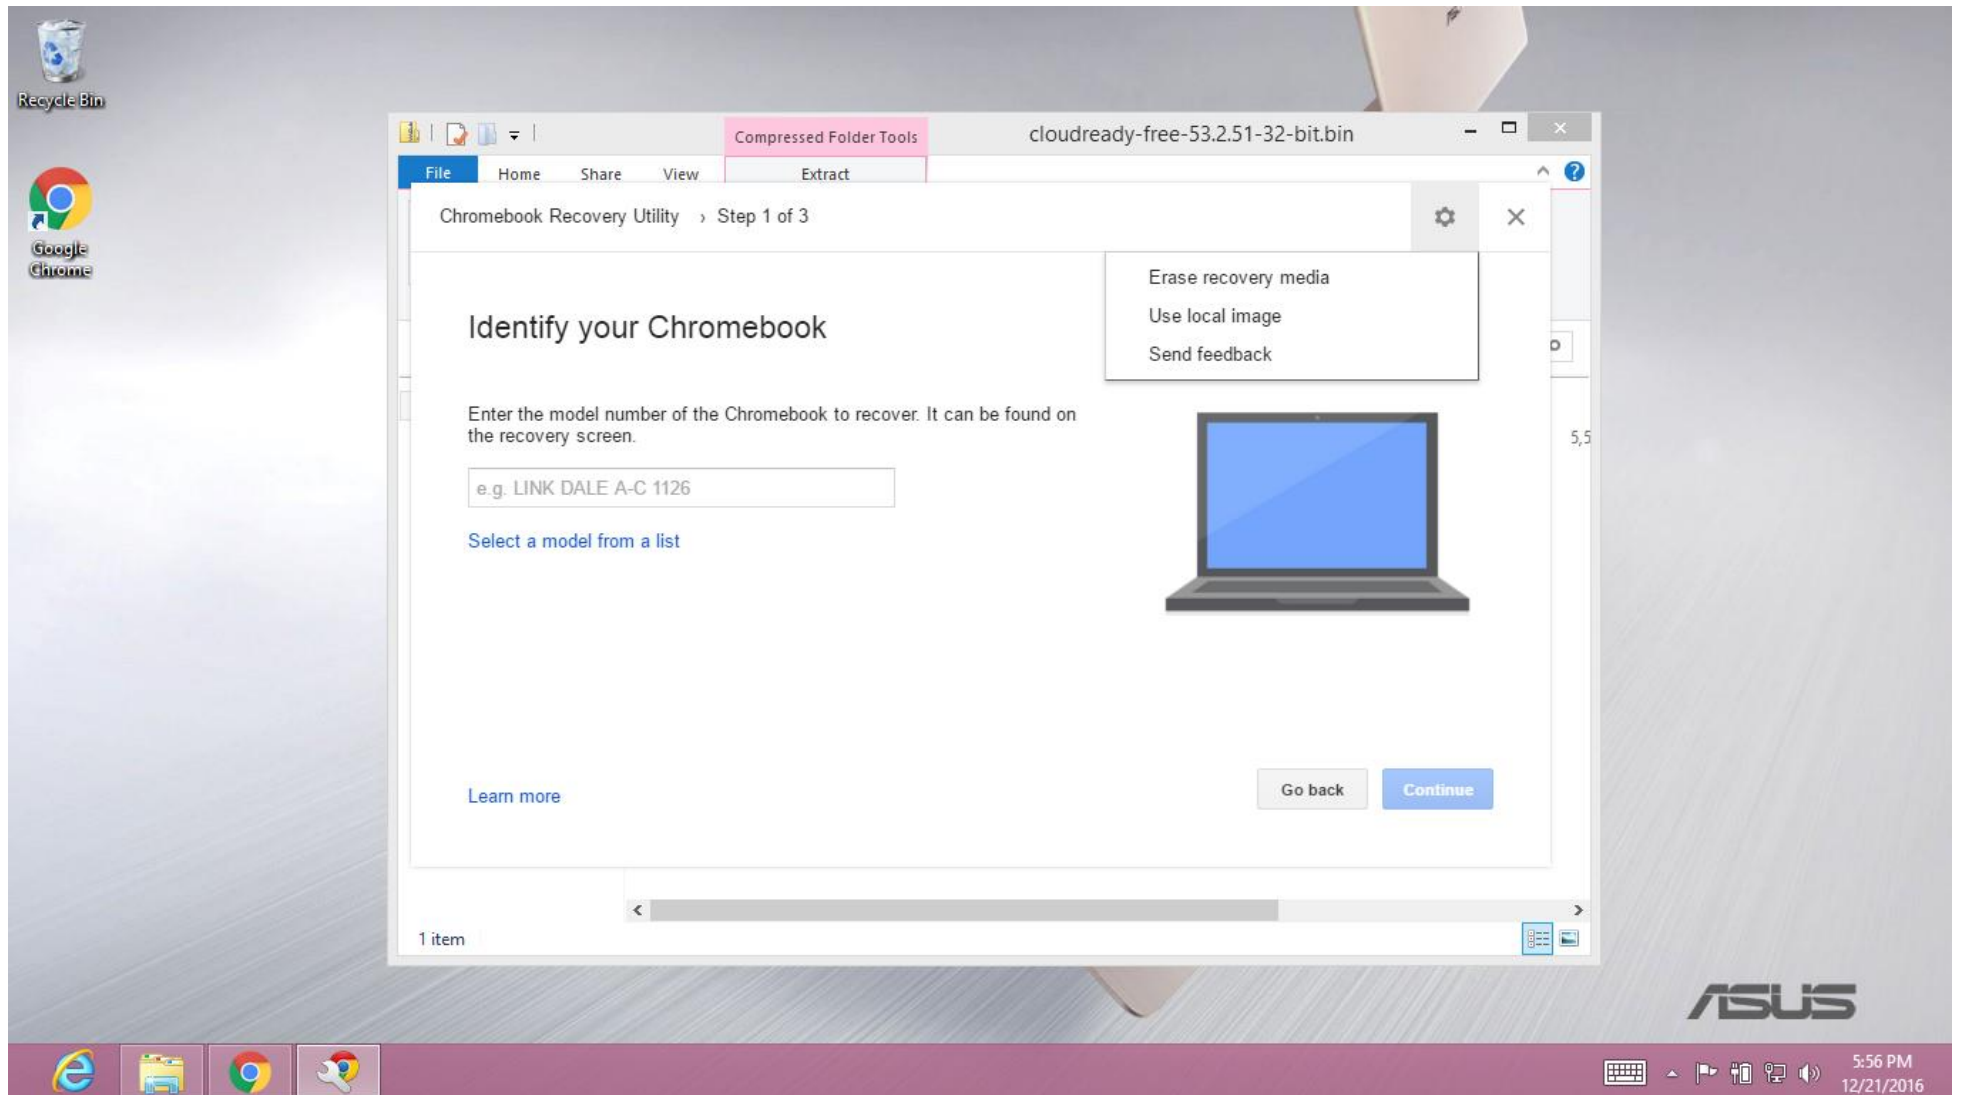 Recycle Bin
Google
Chrome
Compressed Folder Tools
cloudready-free-53.2.51-32-bit.bin
File
Home
Share
View
Extract
Chromebook Recovery Utility › Step 1 of 3
Erase recovery media
Use local image
Send feedback
Identify your Chromebook
Enter the model number of the Chromebook to recover. It can be found on
the recovery screen.
5,5
e.g. LINK DALE A-C 1126
Select a model from a list
Learn more
Go back
Continue
1 item
ASUS
5:56 PM
12/21/2016